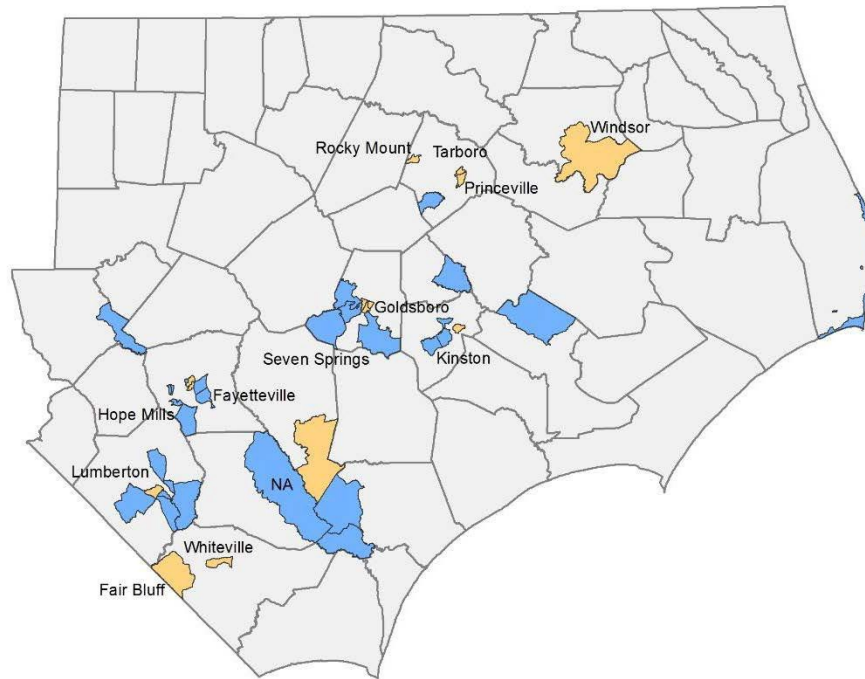 Windsor
Rocky Mount
Tarboro
Princeville
Goldsboro
Seven Springs
Kinston
Fayetteville
Hope Mills
Lumberton
NA
Whiteville
Fair Bluff